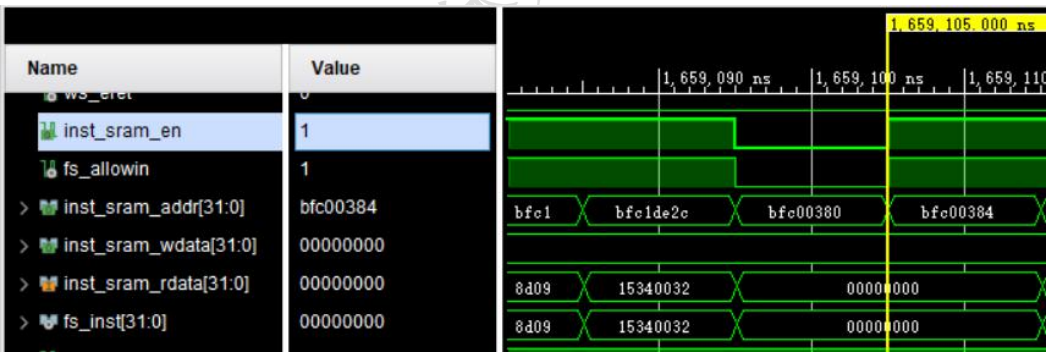 1,659,105.000 ns
Name Value
1,659,090 ns 1,659,100 ns 1,659,110
ws_eret 0
inst_sram_en 1
fs_allowin 1
inst_sram_addr[31:0] bfc00384 bfc1 bfc1de2c bfc00380 bfc00384
inst_sram_wdata[31:0] 00000000
inst_sram_rdata[31:0] 00000000 8d09 15340032 00000000
fs_inst[31:0] 00000000 8d09 15340032 00000000